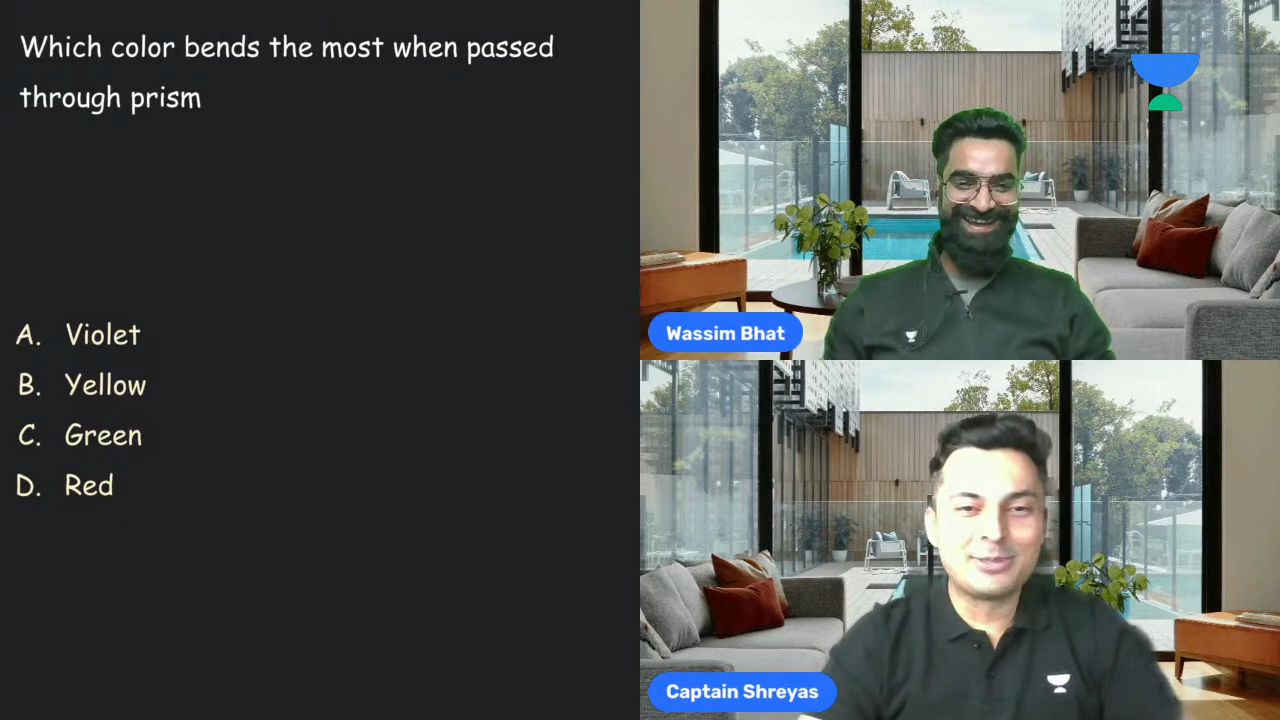 Which color bends the most when passed
through prism
A. Violet
B. Yellow
C. Green
D. Red
Wassim Bhat
Captain Shreyas